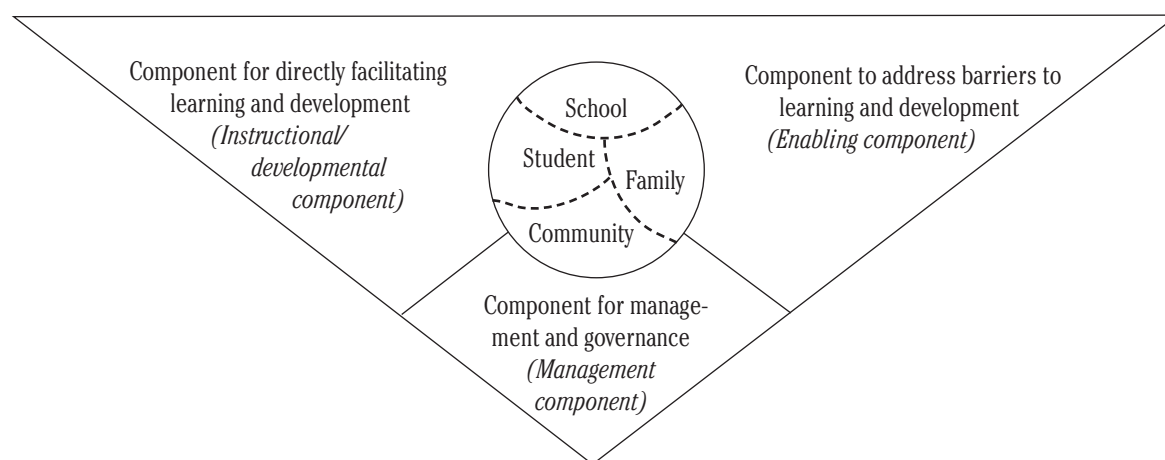 Component for directly facilitating
learning and development
(Instructional/
developmental
component)
School
Student
Family
Community
Component to address barriers to
learning and development
(Enabling component)
Component for manage-
ment and governance
(Management
component)